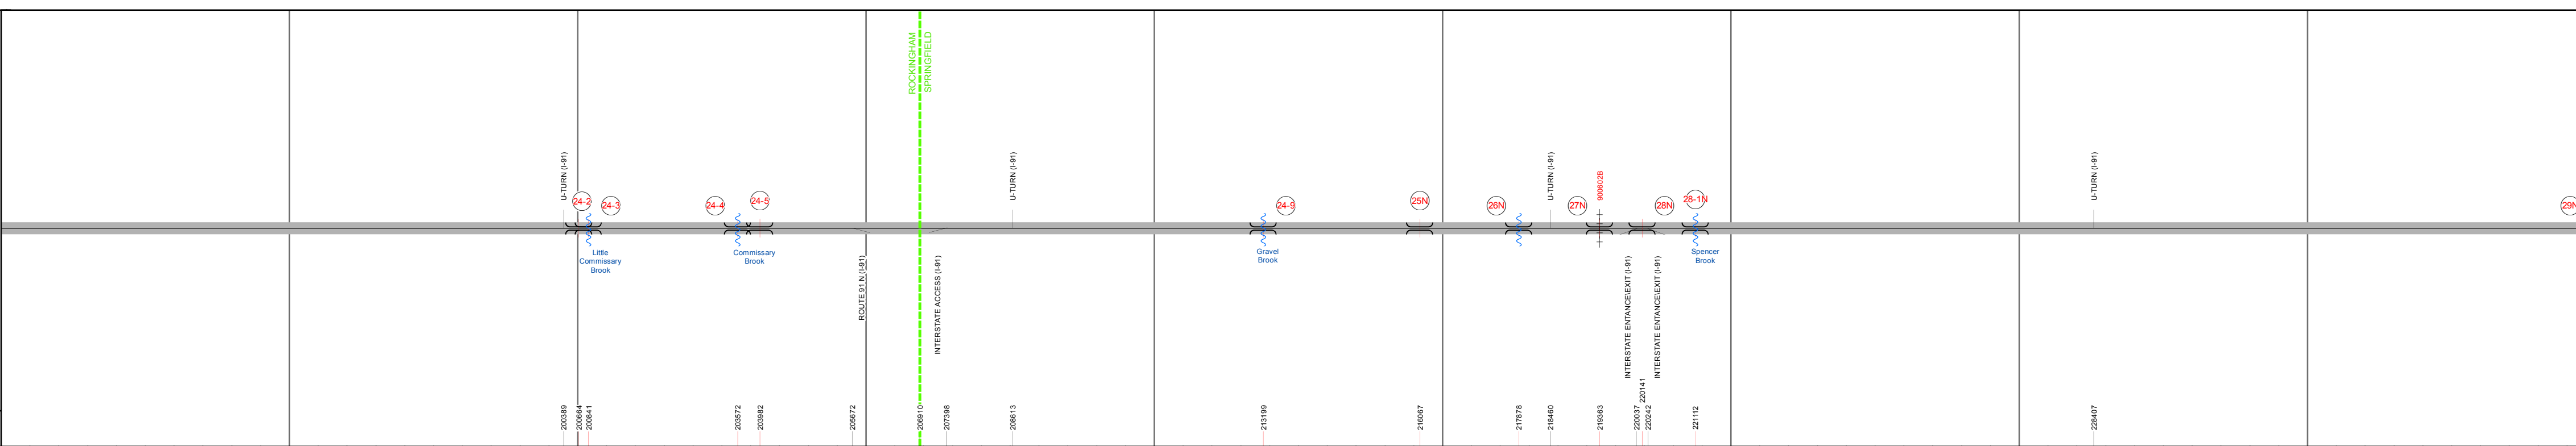 ROCKINGHAM
SPRINGFIELD
U-TURN (I-91)
U-TURN (I-91)
U-TURN (I-91)
900602B
U-TURN (I-91)
24-2
24-3
24-4
24-5
24-9
25N
26N
27N
28N
28-1N
29N
Little
Commissary
Brook
Commissary
Brook
Gravel
Brook
Spencer
Brook
ROUTE 91 N (I-91)
INTERSTATE ACCESS (I-91)
INTERSTATE ENTANCE\EXIT (I-91)
INTERSTATE ENTANCE\EXIT (I-91)
200389
200664
200841
203572
203982
205672
206910
207398
208613
213199
216067
217878
218460
219363
220037
220141
220242
221112
228407